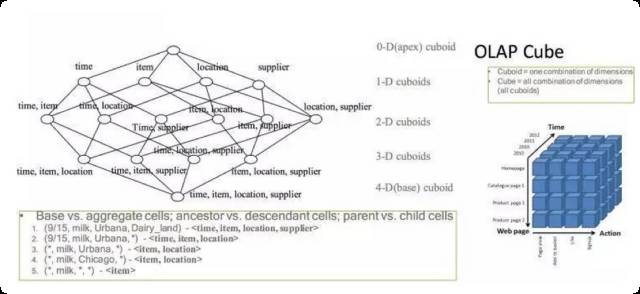 0-D(apex) cuboid
OLAP Cube
time
item
location
supplier
1-D cuboids
• Cuboid = one combination of dimensions
• Cube = all combination of dimensions
(all cuboids)
time, item
time, location
item, location
location, supplier
Time, supplier
item, supplier
2-D cuboids
time, location, supplier
3-D cuboids
time, item, location
time, item, supplier
item, location, supplier
time, item, location, supplier
4-D(base) cuboid
Time
2012
2011
2010
Homepage
Catalogue page 1
Product page 1
Product page 2
Web page
Action
Page view
• Base vs. aggregate cells; ancestor vs. descendant cells; parent vs. child cells
1. (9/15, milk, Urbana, Dairy_land) - <time, item, location, supplier>
2. (9/15, milk, Urbana, *) - <time, item, location>
3. (*, milk, Urbana, *) - <item, location>
4. (*, milk, Chicago, *) - <item, location>
5. (*, milk, *, *) - <item>